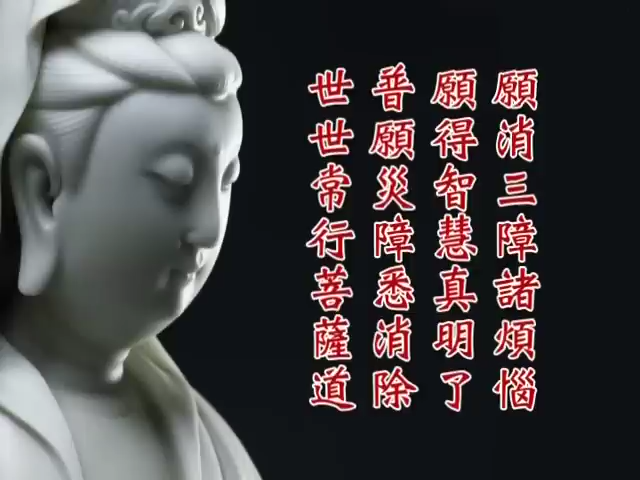 願消三障諸煩惱
願得智慧真明了
普願災障悉消除
世世常行菩薩道